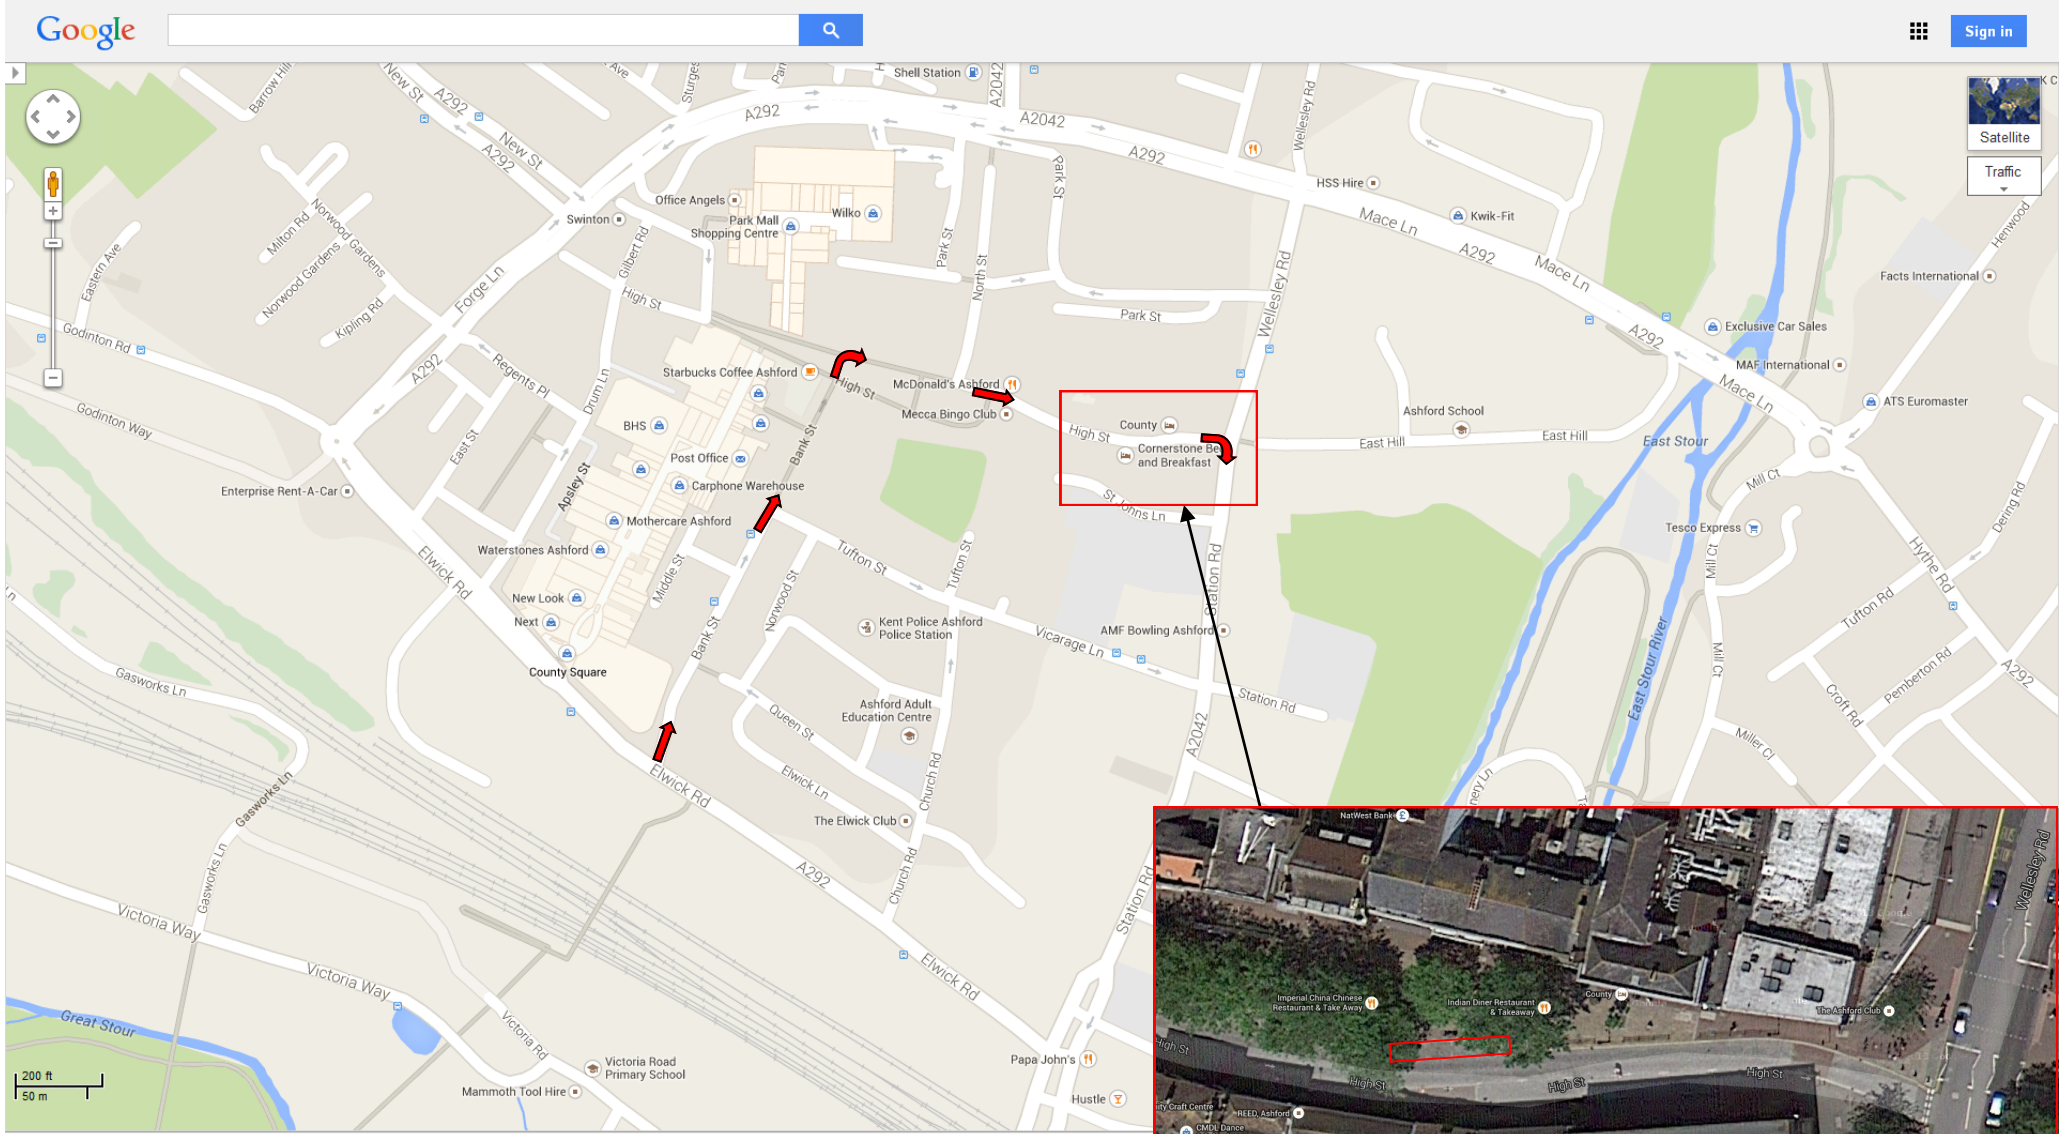 Google
Sign in
Satellite
Traffic
K C
Shell Station
New St
A292
Ave
Barrow Hill
Sturges
Pan
H
A2042
Wellesley Rd
A292
A2042
A292
New St
A292
Park St
HSS Hire
Kwik-Fit
Mace Ln
A292
Mace Ln
Henwood
Facts International
Office Angels
Swinton
Park Mall
Shopping Centre
Wilko
Milton Rd
Norwood Gardens
Norwood Gardens
Eastern Ave
Kipling Rd
Forge Ln
Gilbert Rd
High St
Park St
North St
Wellesley Rd
Park St
A292
Exclusive Car Sales
MAF International
Mace Ln
ATS Euromaster
Godinton Rd
Godinton Way
A292
Regents Pl
Drum Ln
Starbucks Coffee Ashford
High St
McDonald's Ashford
Mecca Bingo Club
High St
County
Cornerstone Be
and Breakfast
Ashford School
East Hill
East Hill
East Stour
BHS
Post Office
Carphone Warehouse
Bank St
East St
Apsley St
Enterprise Rent-A-Car
Mothercare Ashford
Waterstones Ashford
St Johns Ln
Mill Ct
Tesco Express
Dering Rd
Elwick Rd
Middle St
Tufton St
Tufton St
Norwood St
Station Rd
Mill Ct
Hythe Rd
Tufton Rd
New Look
Next
Bank St
Kent Police Ashford
Police Station
Vicarage Ln
AMF Bowling Ashford
County Square
Station Rd
Mill Ct
East Stour River
Pemberton Rd
A292
Croft Rd
Gasworks Ln
Ashford Adult
Education Centre
Queen St
A2042
Miller Cl
Elwick Rd
Elwick Ln
Church Rd
The Elwick Club
nery Ln
Gasworks Ln
Gasworks Ln
A292
Church Rd
Station Rd
Victoria Way
Victoria Way
Elwick Rd
Great Stour
Victoria Rd
Victoria Road
Primary School
Mammoth Tool Hire
Papa John's
Hustle
200 ft
50 m
NatWest Bank
Wellesley Rd
Imperial China Chinese
Restaurant & Take Away
Indian Diner Restaurant
& Takeaway
County
The Ashford Club
High St
High St
High St
High St
ity Craft Centre
REED, Ashford
CMDL Dance